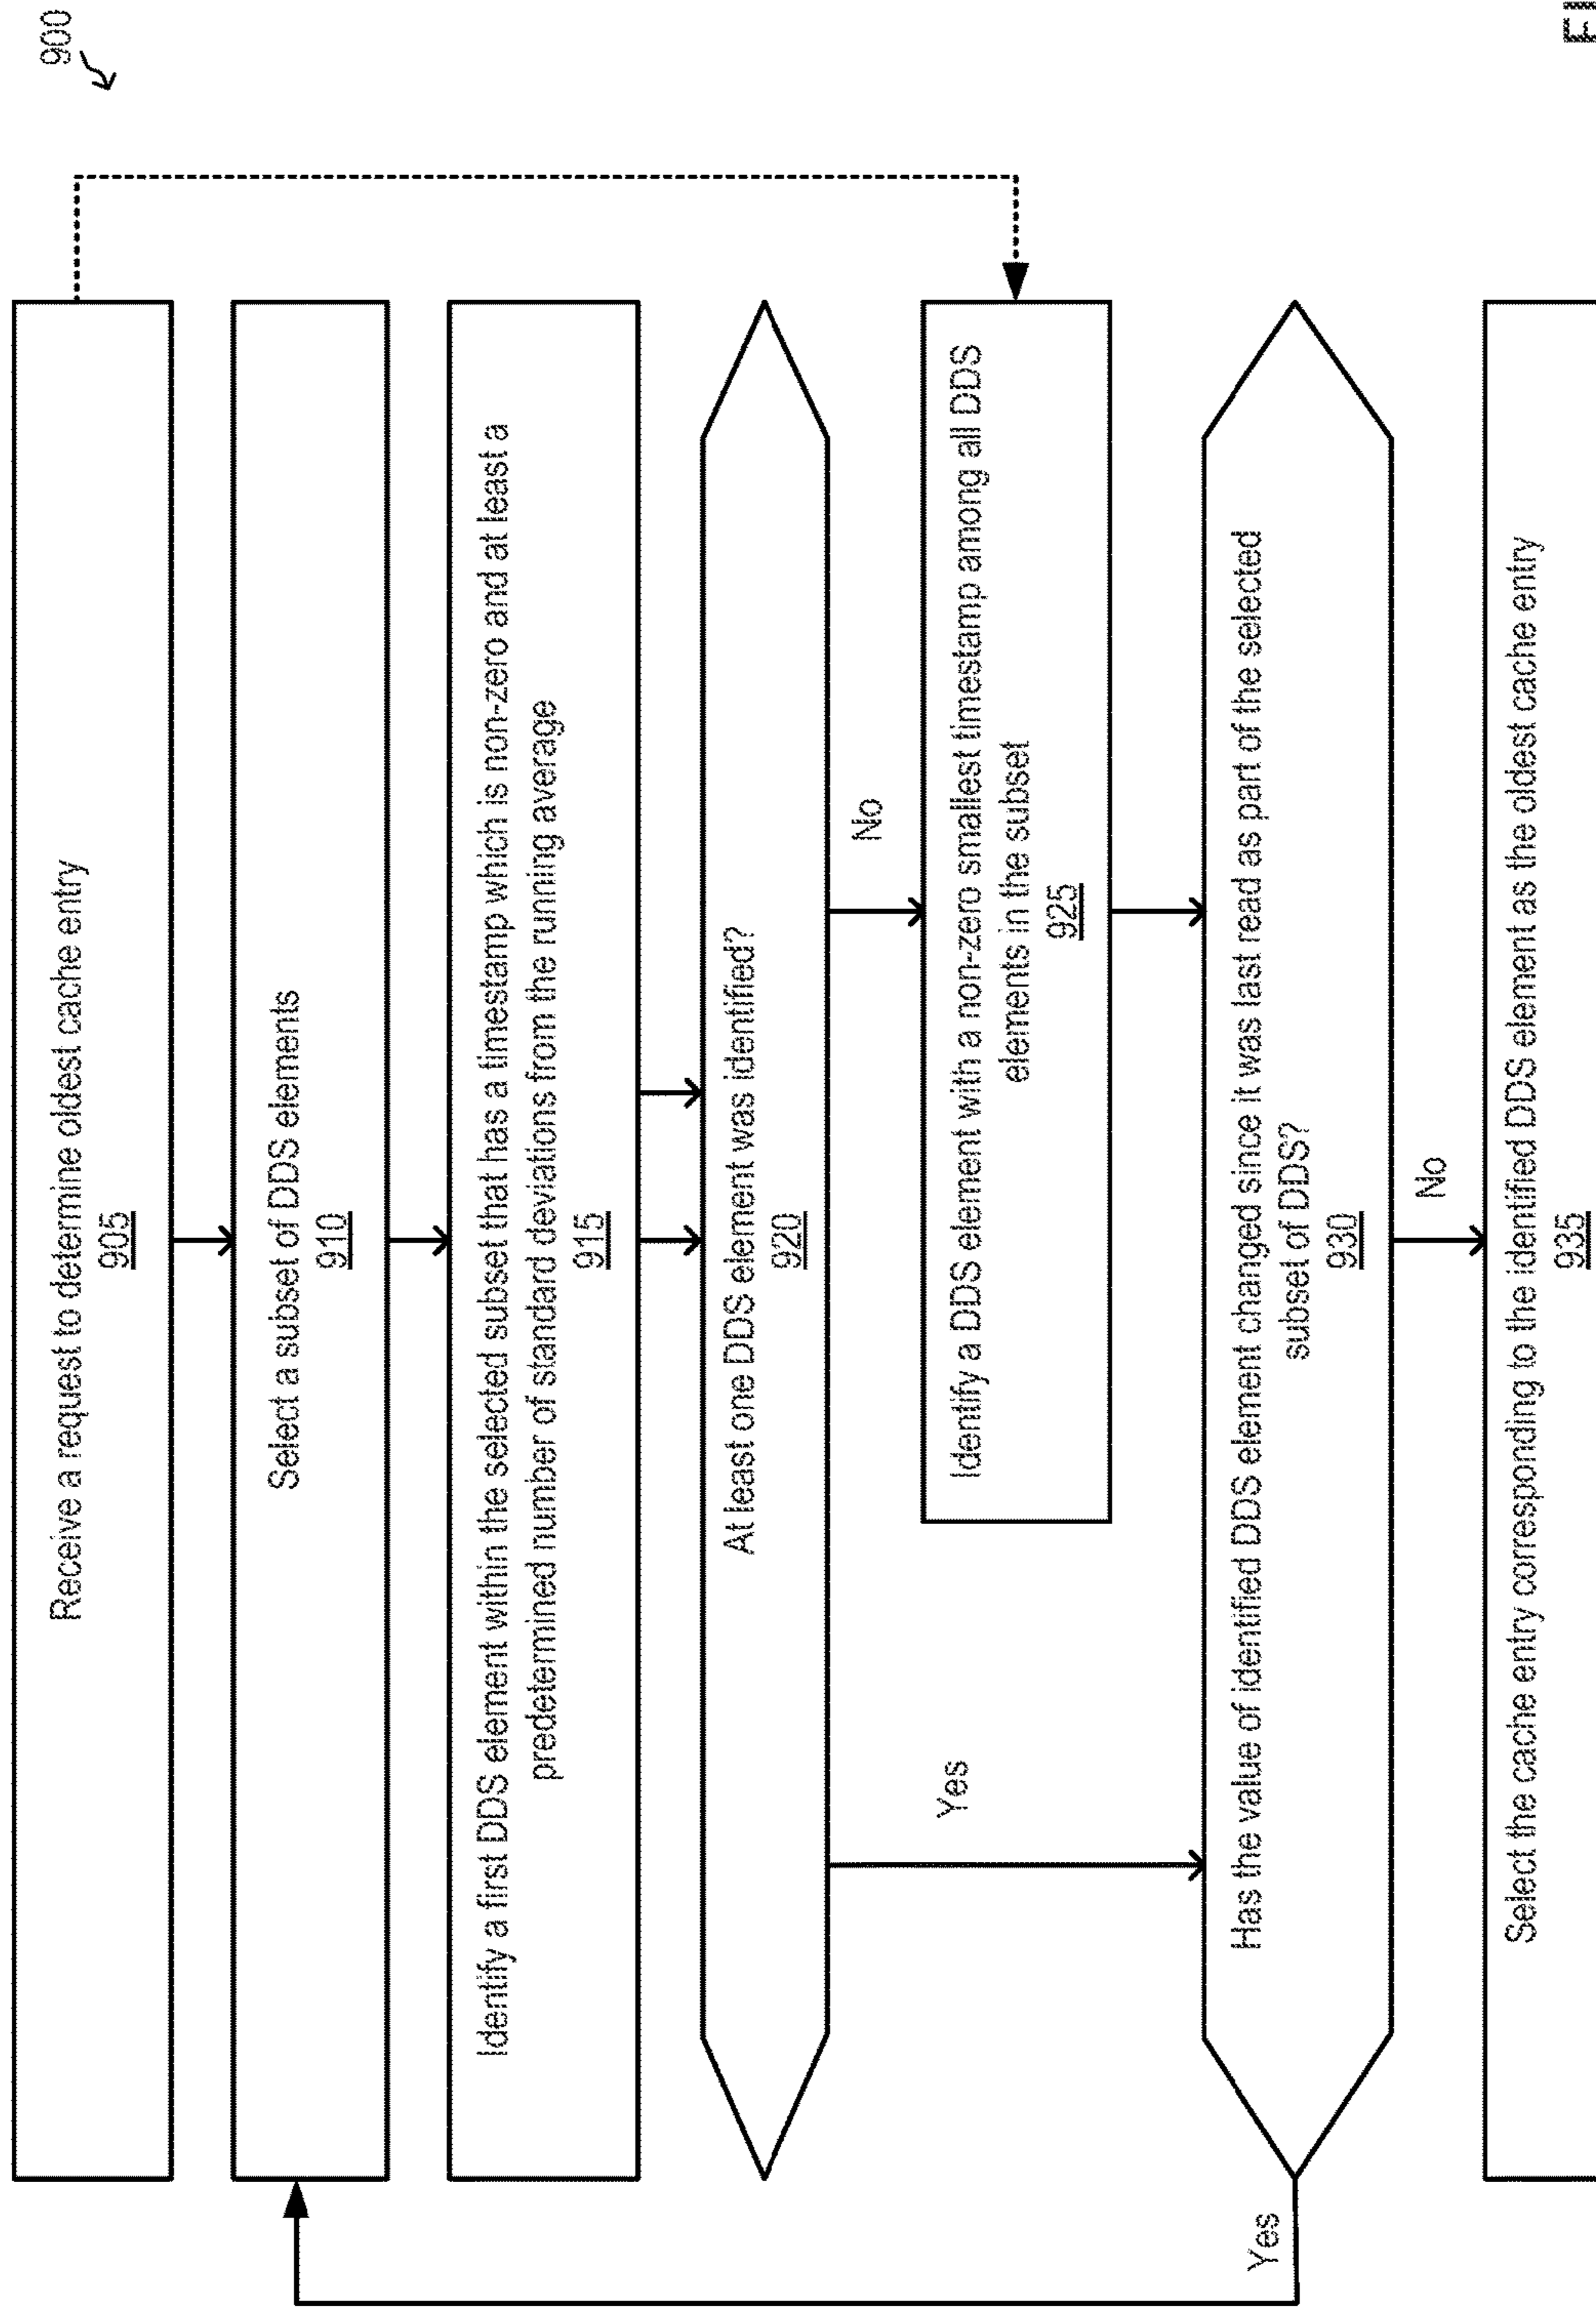 900
Receive a request to determine oldest cache entry
905
Select a subset of DDS elements
910
Identify a first DDS element within the selected subset that has a timestamp which is non-zero and at least a
predetermined number of standard deviations from the running average
915
At least one DDS element was identified?
920
No
Yes
Identify a DDS element with a non-zero smallest timestamp among all DDS
elements in the subset
925
Has the value of identified DDS element changed since it was last read as part of the selected
subset of DDS?
930
Yes
No
Select the cache entry corresponding to the identified DDS element as the oldest cache entry
935